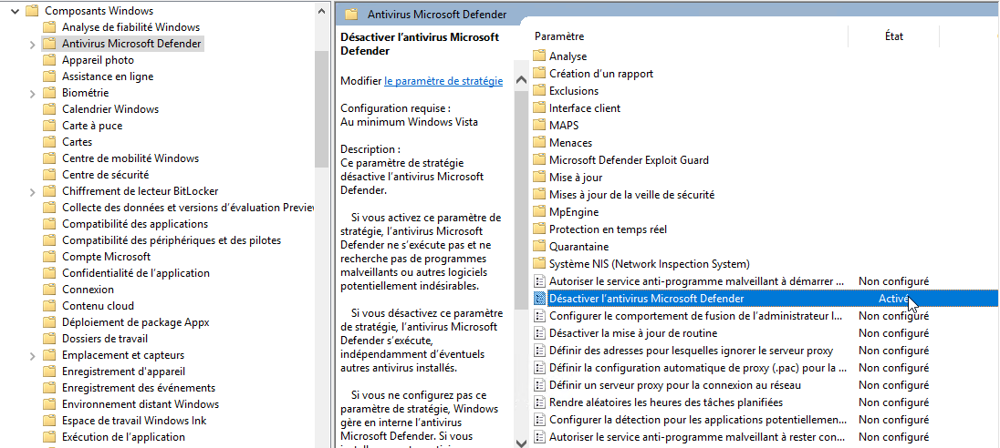 Composants Windows
Analyse de fiabilité Windows
Antivirus Microsoft Defender
Appareil photo
Assistance en ligne
Biométrie
Calendrier Windows
Carte à puce
Cartes
Centre de mobilité Windows
Centre de sécurité
Chiffrement de lecteur BitLocker
Collecte des données et versions d'évaluation Preview
Compatibilité des applications
Compatibilité des périphériques et des pilotes
Compte Microsoft
Confidentialité de l'application
Connexion
Contenu cloud
Déploiement de package Appx
Dossiers de travail
Emplacement et capteurs
Enregistrement d'appareil
Enregistrement des événements
Environnement distant Windows
Espace de travail Windows Ink
Exécution de l'application
Antivirus Microsoft Defender
Désactiver l'antivirus Microsoft
Defender
Modifier le paramètre de stratégie
Configuration requise :
Au minimum Windows Vista
Description :
Ce paramètre de stratégie
désactive l'antivirus Microsoft
Defender.
Si vous activez ce paramètre de
stratégie, l'antivirus Microsoft
Defender ne s'exécute pas et ne
recherche pas de programmes
malveillants ou autres logiciels
potentiellement indésirables.
Si vous désactivez ce paramètre
de stratégie, l'antivirus Microsoft
Defender s'exécute,
indépendamment d'éventuels
autres antivirus installés.
Si vous ne configurez pas ce
paramètre de stratégie, Windows
gère en interne l'antivirus
Microsoft Defender. Si vous
Paramètre État
Analyse
Création d'un rapport
Exclusions
Interface client
MAPS
Menaces
Microsoft Defender Exploit Guard
Mise à jour
Mises à jour de la veille de sécurité
MpEngine
Protection en temps réel
Quarantaine
Système NIS (Network Inspection System)
Autoriser le service anti-programme malveillant à démarrer ... Non configuré
Désactiver l'antivirus Microsoft Defender Activé
Configurer le comportement de fusion de l'administrateur l... Non configuré
Désactiver la mise à jour de routine Non configuré
Définir des adresses pour lesquelles ignorer le serveur proxy Non configuré
Définir la configuration automatique de proxy (.pac) pour la ... Non configuré
Définir un serveur proxy pour la connexion au réseau Non configuré
Rendre aléatoires les heures des tâches planifiées Non configuré
Configurer la détection pour les applications potentiellemen... Non configuré
Autoriser le service anti-programme malveillant à rester con... Non configuré